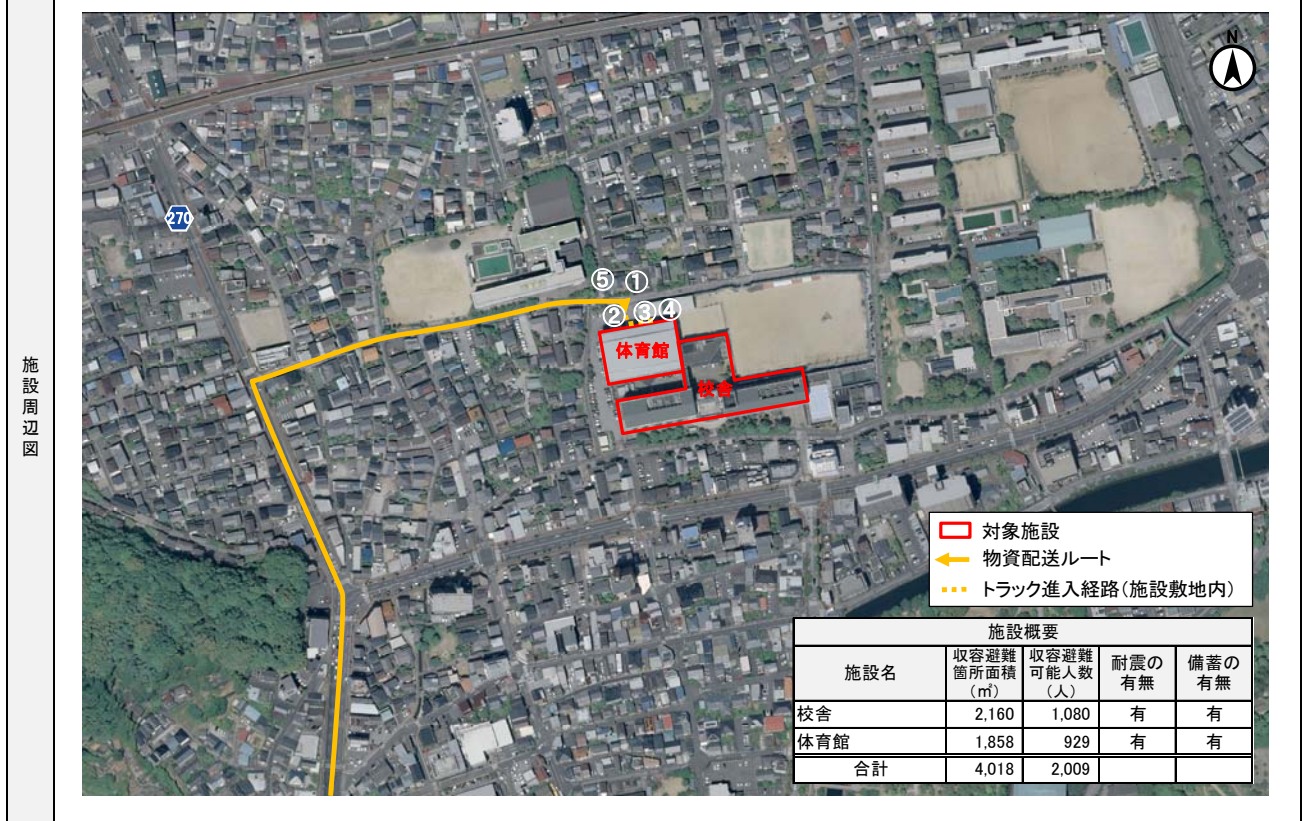 施設周辺図
N
270
⑤ ①
② ③ ④
体育館
校舎
対象施設
物資配送ルート
トラック進入経路(施設敷地内)
施設概要
施設名
収容避難
箇所面積
(㎡)
収容避難
可能人数
(人)
耐震の
有無
備蓄の
有無
校舎 2,160 1,080 有 有
体育館 1,858 929 有 有
合計 4,018 2,009